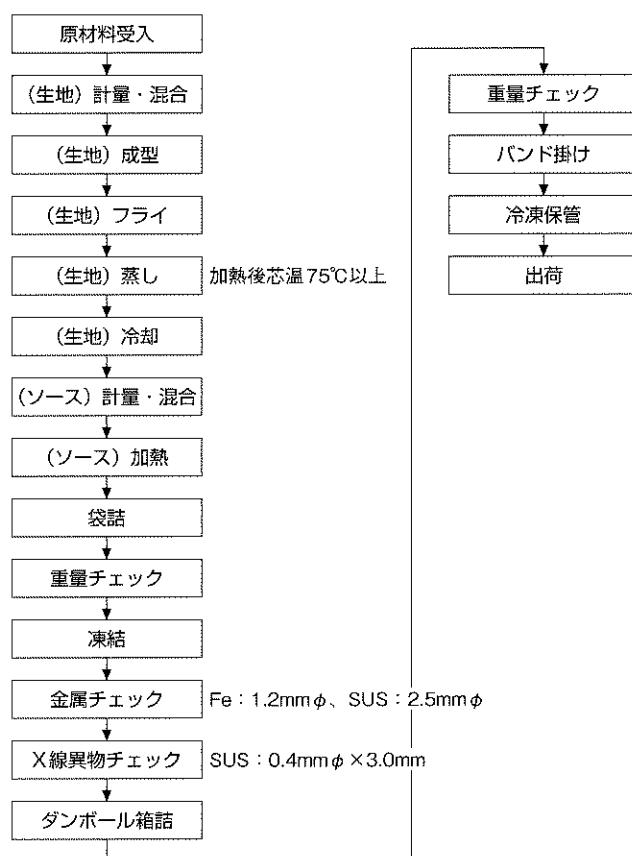 原材料受入
(生地)計量・混合
(生地)成型
(生地)フライ
(生地)蒸し 加熱後芯温75℃以上
(生地)冷却
(ソース)計量・混合
(ソース)加熱
袋詰
重量チェック
凍結
金属チェック Fe:1.2mmφ、SUS:2.5mmφ
X線異物チェック SUS:0.4mmφ×3.0mm
ダンボール箱詰
重量チェック
バンド掛け
冷凍保管
出荷